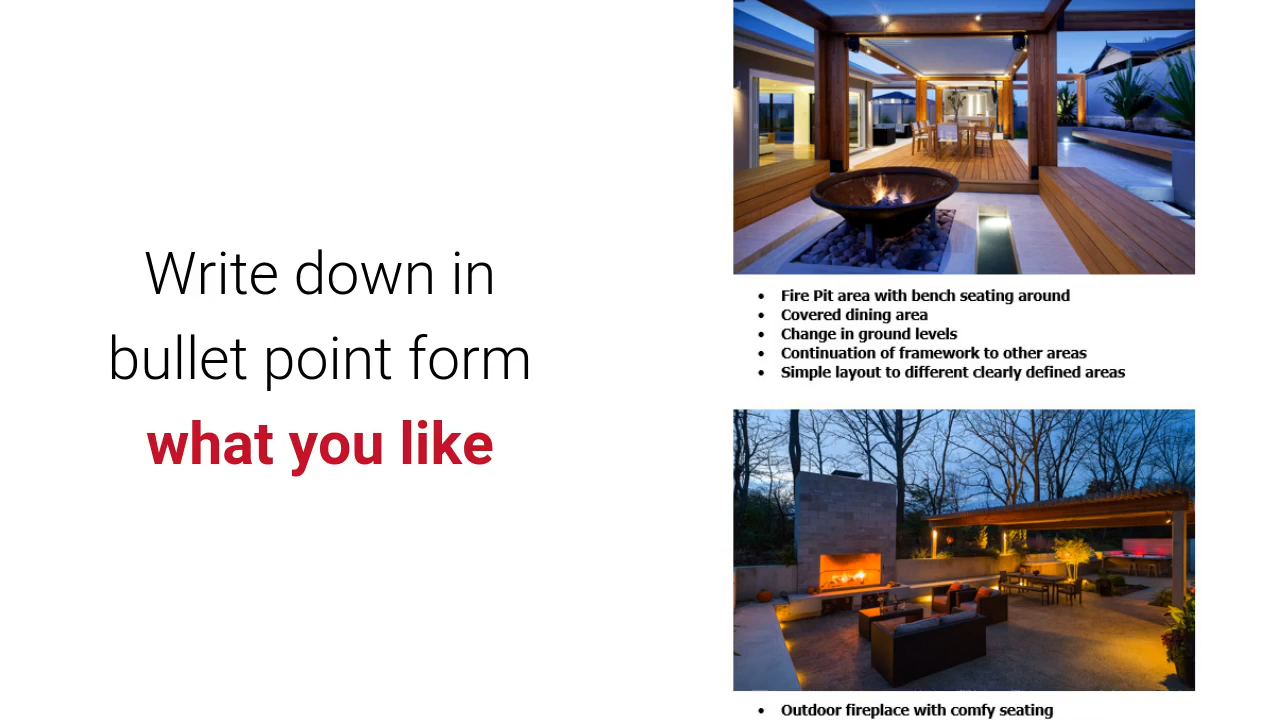 Write down in
bullet point form
what you like
• Fire Pit area with bench seating around
• Covered dining area
• Change in ground levels
• Continuation of framework to other areas
• Simple layout to different clearly defined areas
• Outdoor fireplace with comfy seating